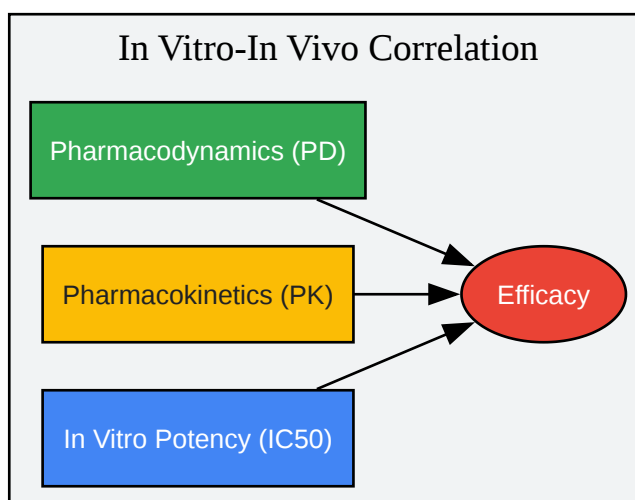 In Vitro-In Vivo Correlation
Pharmacodynamics (PD)
Pharmacokinetics (PK)
Efficacy
In Vitro Potency (IC50)